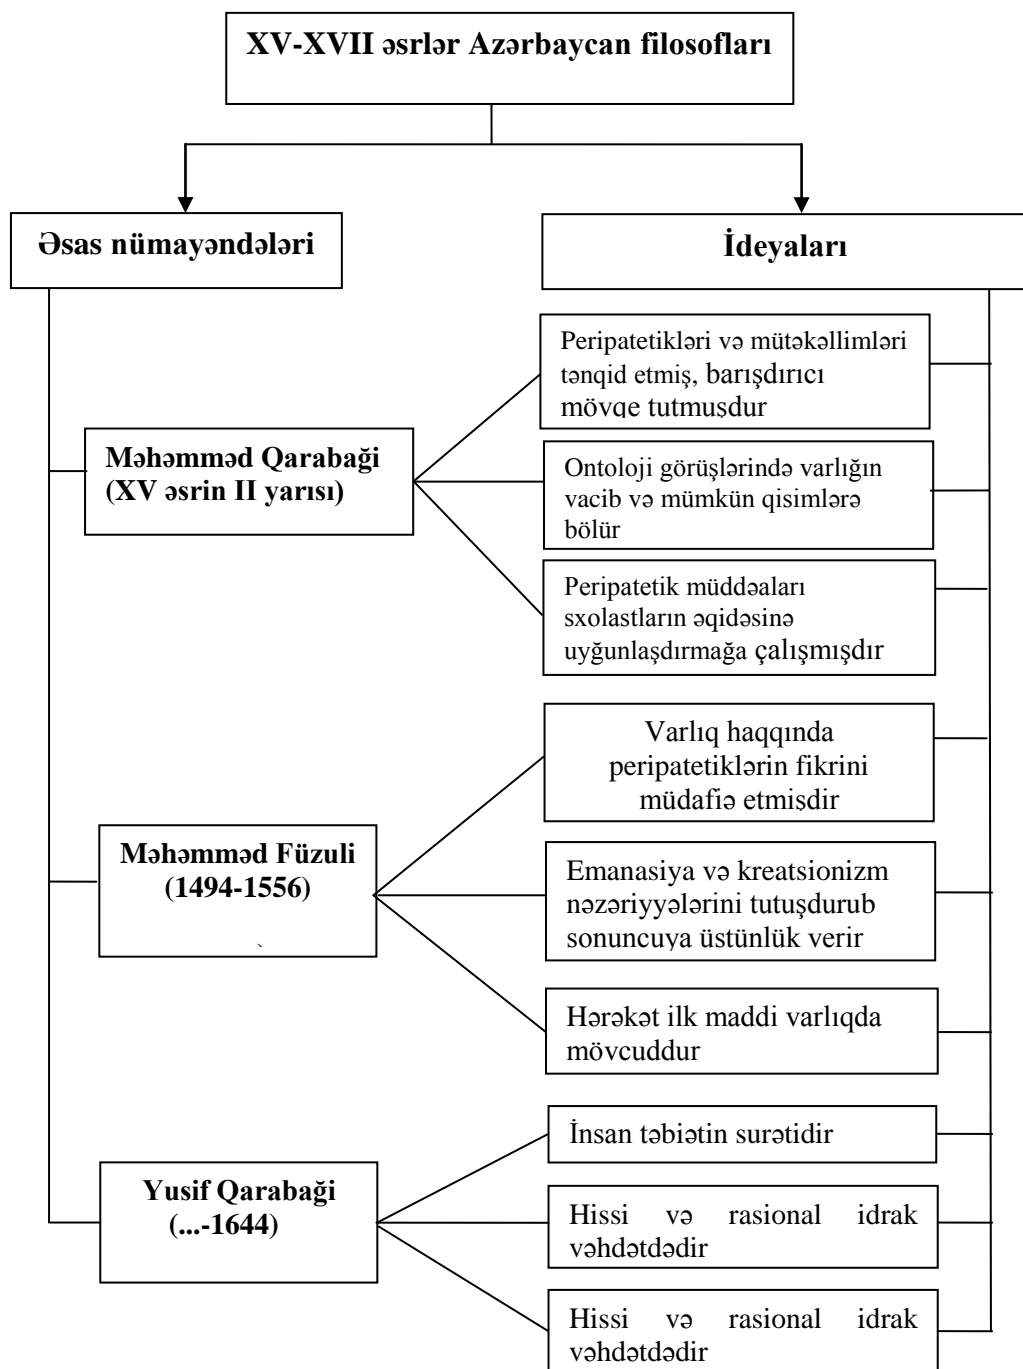 XV-XVII əsrlər Azərbaycan filosofları
Əsas nümayəndələri
İdeyaları
Məhəmməd Qarabaği
(XV əsrin II yarısı)
Peripatetikləri və mütəkəllimləri
tənqid etmiş, barışdırıcı
mövqe tutmuşdur
Ontoloji görüşlərində varlığın
vacib və mümkün qisimlərə
bölür
Peripatetik müddəaları
sxolastların əqidəsinə
uyğunlaşdırmağa çalışmışdır
Məhəmməd Füzuli
(1494-1556)
Varlıq haqqında
peripatetiklərin fikrini
müdafiə etmişdir
Emanasiya və kreatsionizm
nəzəriyyələrini tutuşdurub
sonuncuya üstünlük verir
Hərəkət ilk maddi varlıqda
mövcuddur
Yusif Qarabaği
(...-1644)
İnsan təbiətin surətidir
Hissi və rasional idrak
vəhdətdədir
Hissi və rasional idrak
vəhdətdədir